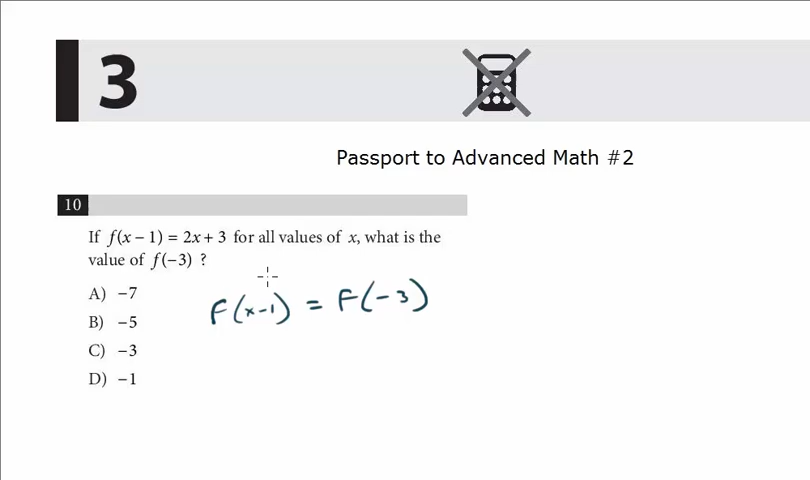 3
Passport to Advanced Math #2
10
If f(x − 1) = 2x + 3 for all values of x, what is the
value of f(−3) ?
A) −7
B) −5
C) −3
D) −1
F(x-1) = F(-3)